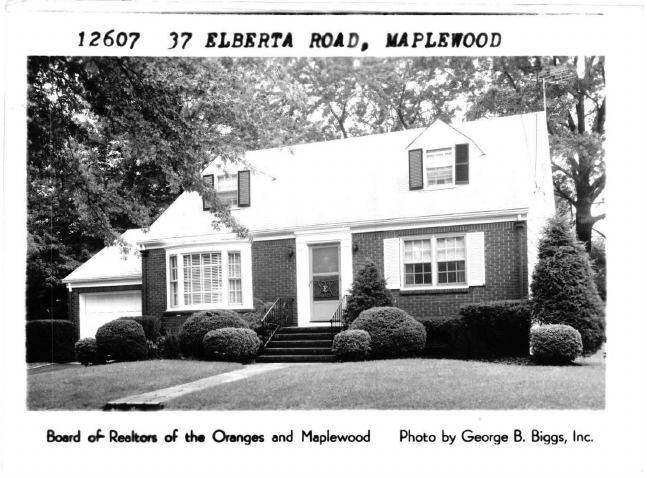 12607 37 ELBERTA ROAD, MAPLEWOOD
Board of Realtors of the Oranges and Maplewood Photo by George B. Biggs, Inc.